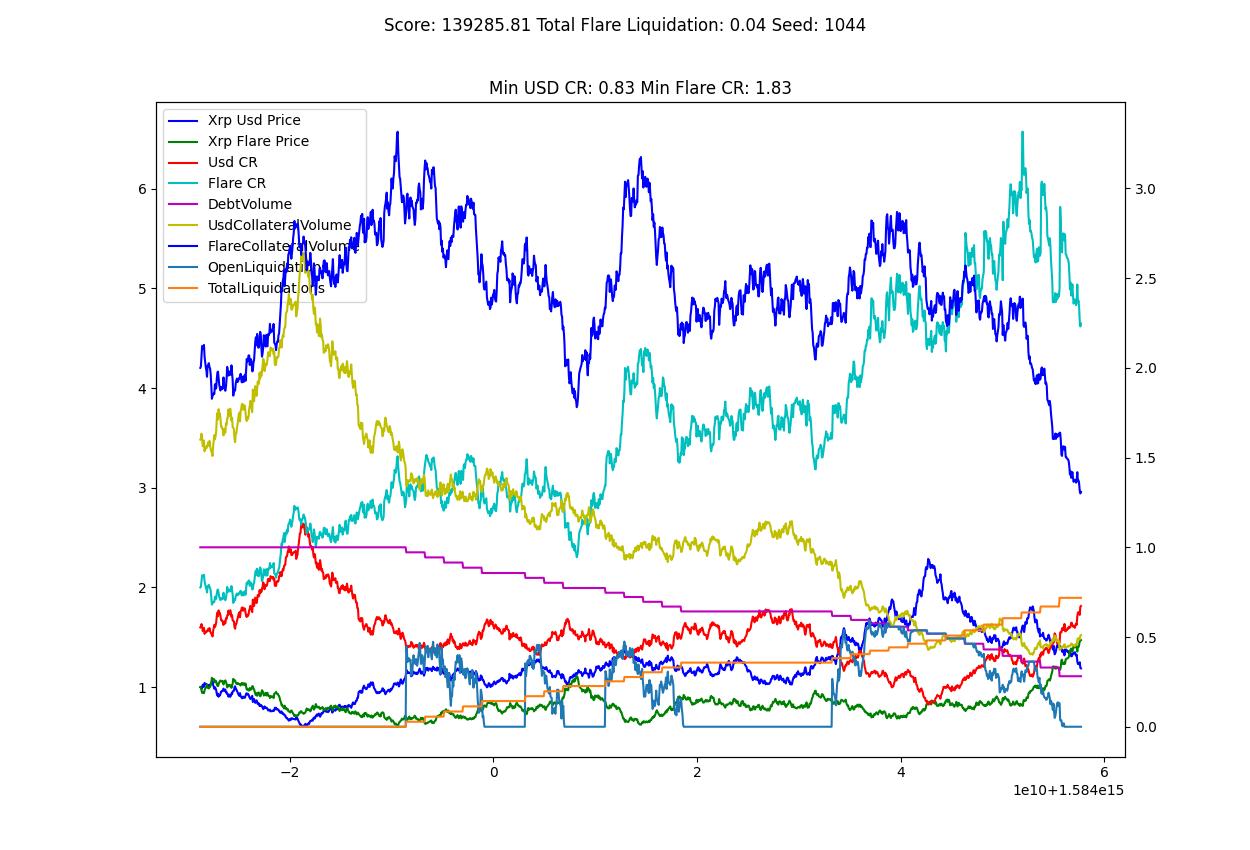 Score: 139285.81 Total Flare Liquidation: 0.04 Seed: 1044
Min USD CR: 0.83 Min Flare CR: 1.83
Xrp Usd Price
Xrp Flare Price
Usd CR
Flare CR
DebtVolume
UsdCollateralVolume
FlareCollateralVolume
OpenLiquidations
TotalLiquidations
6
5
4
3
2
1
3.0
2.5
2.0
1.5
1.0
0.5
0.0
−2 0 2 4 6
1e10+1.584e15